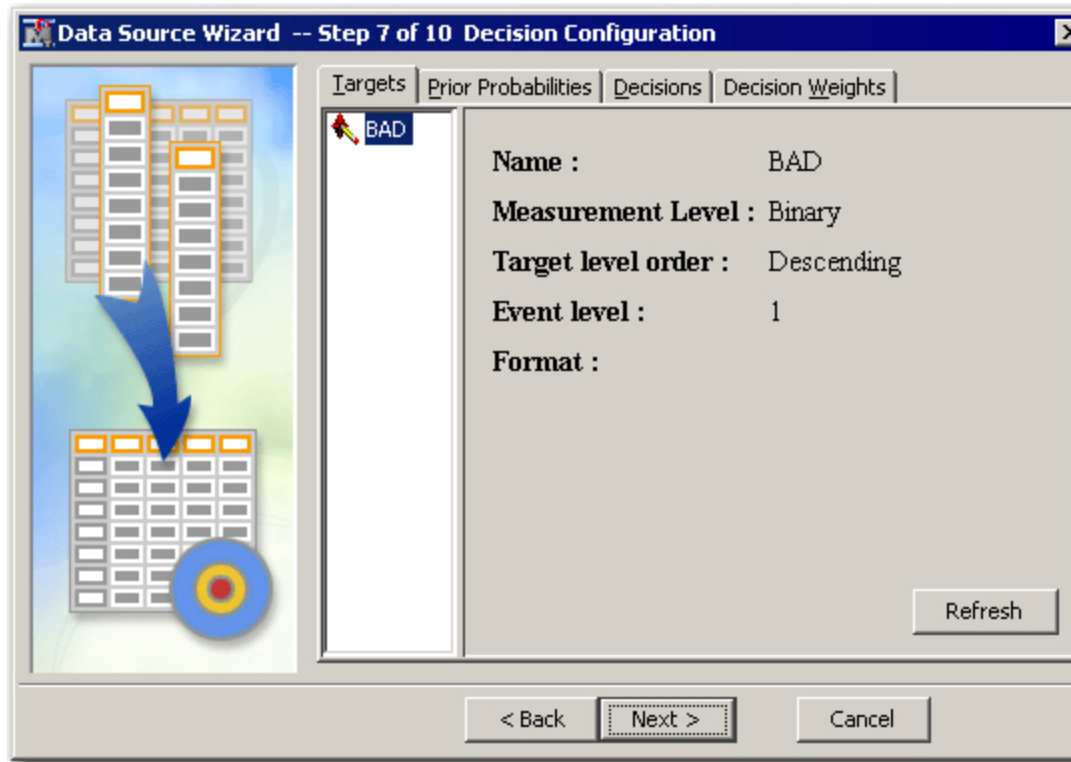 Data Source Wizard -- Step 7 of 10 Decision Configuration
Targets Prior Probabilities Decisions Decision Weights
BAD
Name : BAD
Measurement Level : Binary
Target level order : Descending
Event level : 1
Format :
Refresh
< Back Next > Cancel